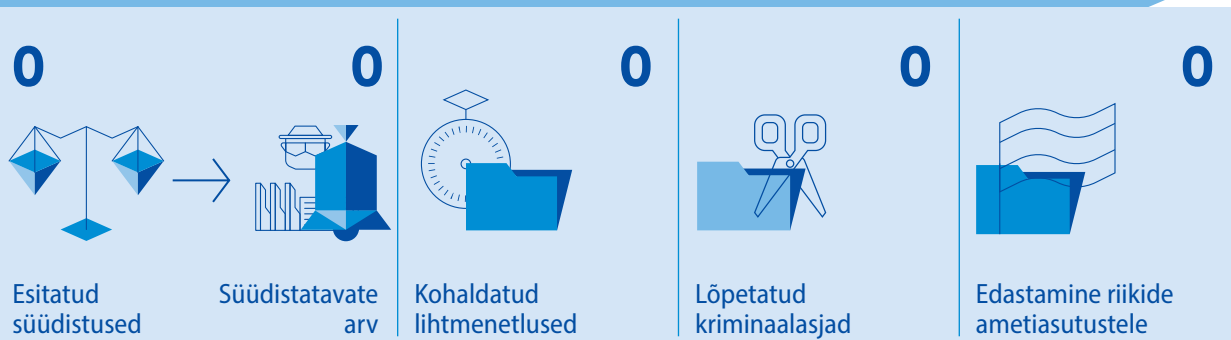 0
0
0
0
0
Esitatud
süüdistused
Süüdistatavate
arv
Kohaldatud
lihtmenetlused
Lõpetatud
kriminaalasjad
Edastamine riikide
ametiasutustele